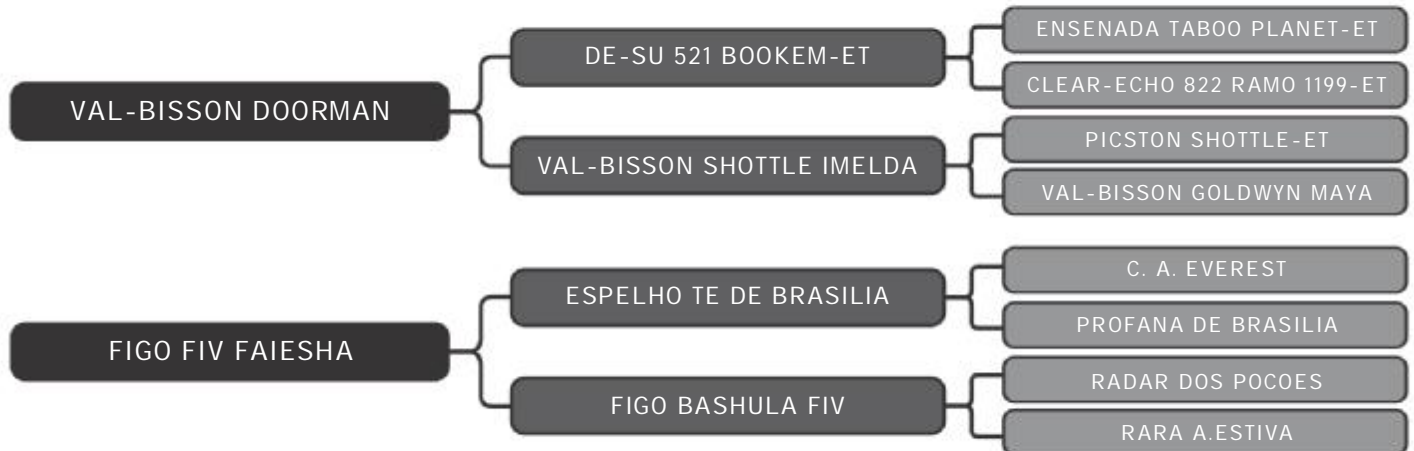 VAL-BISSON DOORMAN
DE-SU 521 BOOKEM-ET
ENSENADA TABOO PLANET-ET
CLEAR-ECHO 822 RAMO 1199-ET
VAL-BISSON SHOTTLE IMELDA
PICSTON SHOTTLE-ET
VAL-BISSON GOLDWYN MAYA
FIGO FIV FAIESHA
ESPELHO TE DE BRASILIA
C. A. EVEREST
PROFANA DE BRASILIA
FIGO BASHULA FIV
RADAR DOS POCOES
RARA A.ESTIVA